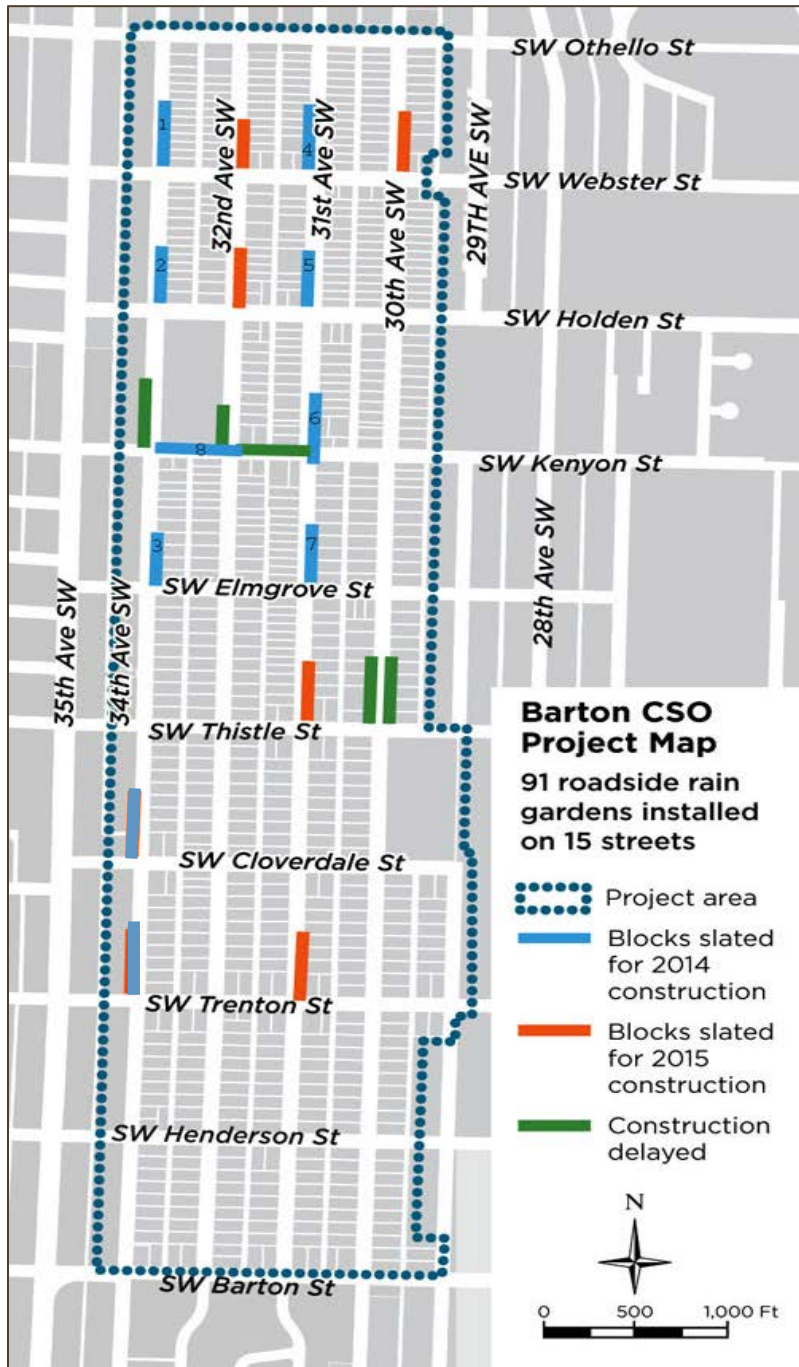 SW Othello St
1
32nd Ave SW
4
31st Ave SW
30th Ave SW
29TH AVE SW
SW Webster St
2
5
SW Holden St
6
8
SW Kenyon St
3
7
SW Elmgrove St
28th Ave SW
35th Ave SW
34th Ave SW
SW Thistle St
SW Cloverdale St
SW Trenton St
SW Henderson St
SW Barton St
Barton CSO
Project Map
91 roadside rain
gardens installed
on 15 streets
Project area
Blocks slated
for 2014
construction
Blocks slated
for 2015
construction
Construction
delayed
N
0 500 1,000 Ft